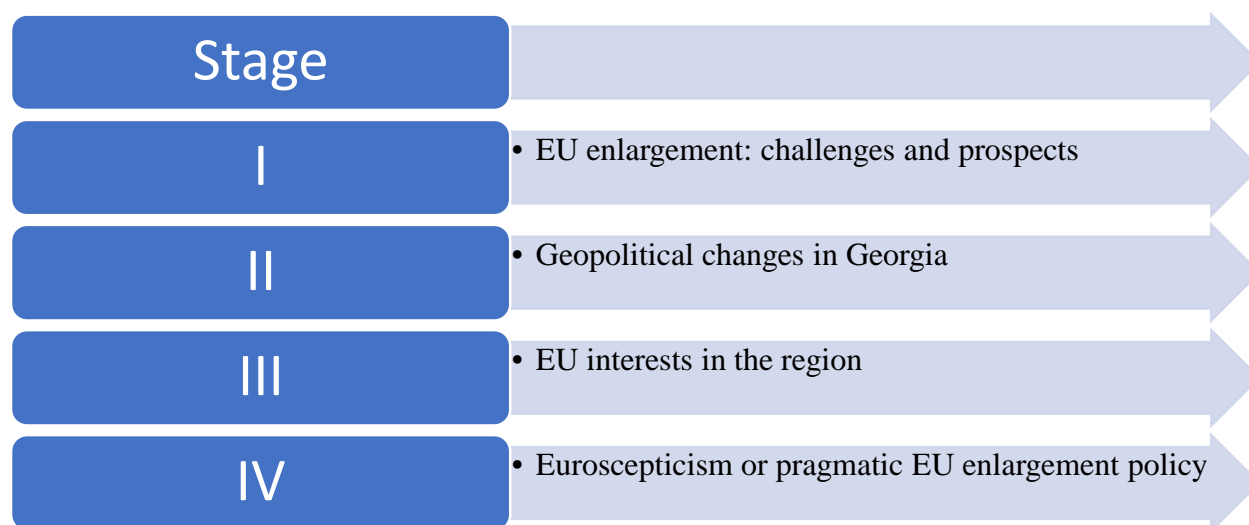 Stage
I
• EU enlargement: challenges and prospects
II
• Geopolitical changes in Georgia
III
• EU interests in the region
IV
• Euroscepticism or pragmatic EU enlargement policy